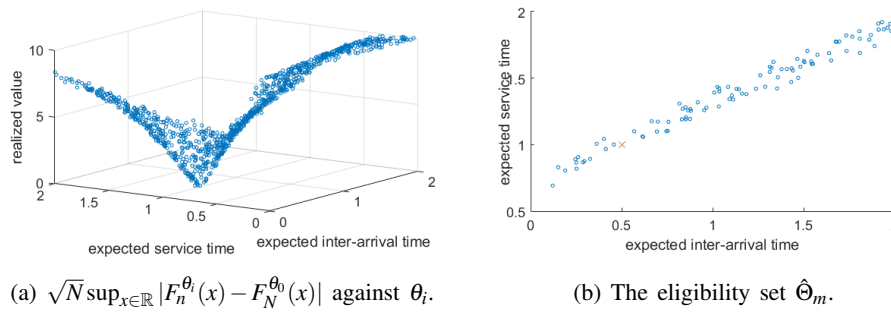 10
5
0
realized value
2
1.5
1
0.5
0
expected service time
0
1
2
expected inter-arrival time
2
1.5
1
0.5
expected service time
0
0.5
1
1.5
expected inter-arrival time
(a) √N sup_{x∈ℝ} |F_n^{θ_i}(x) − F_N^{θ_0}(x)| against θ_i.
(b) The eligibility set Θ̂_m.